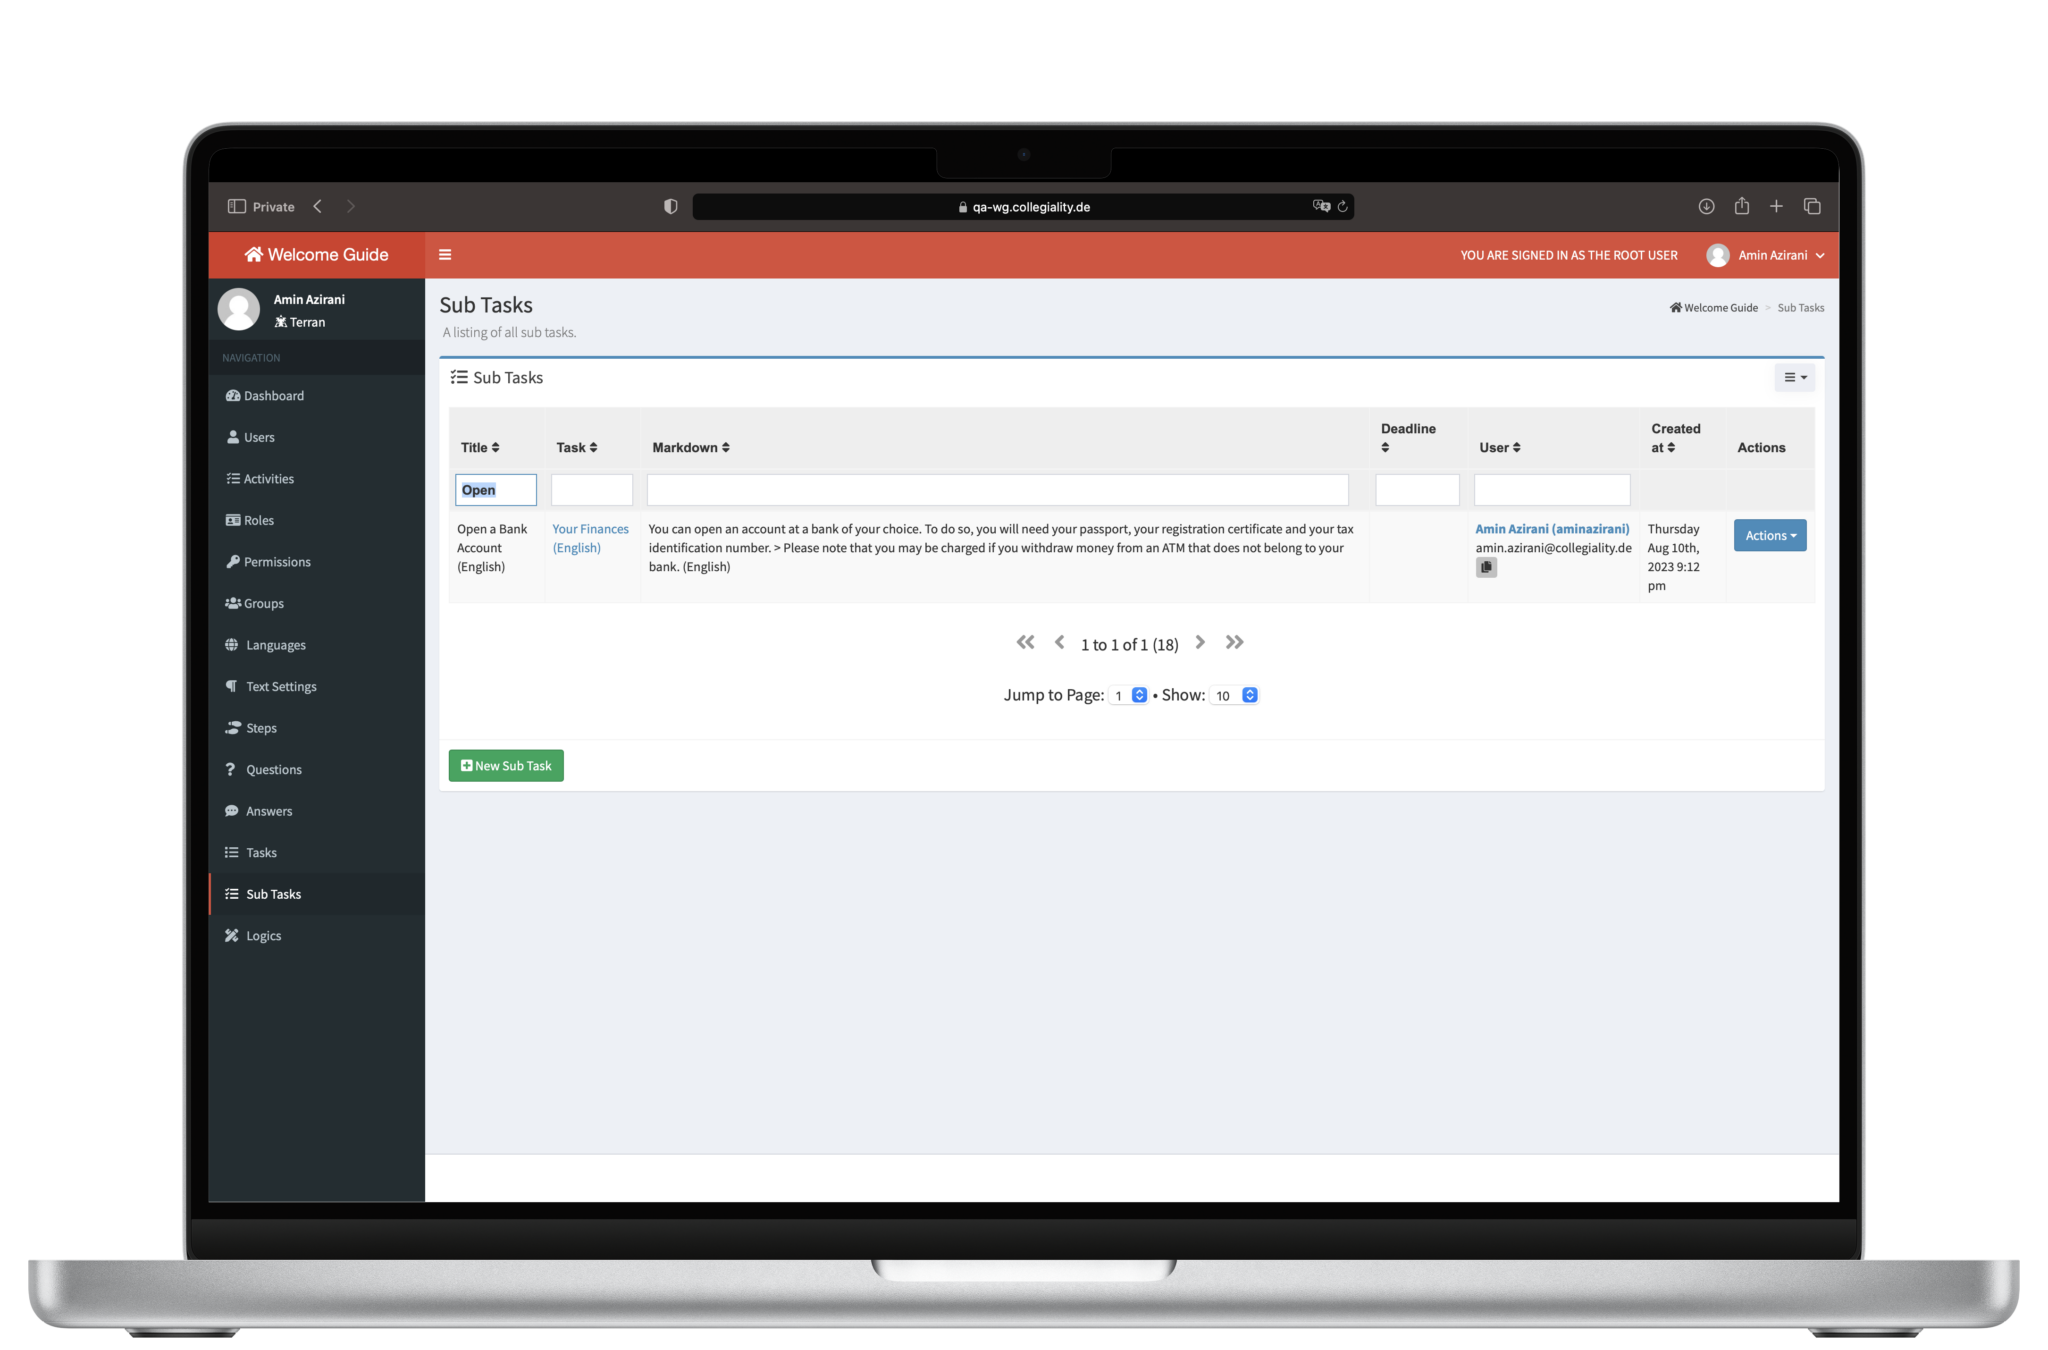 Private
qa-wg.collegiality.de
Welcome Guide
YOU ARE SIGNED IN AS THE ROOT USER
Amin Azirani
Amin Azirani
Terran
NAVIGATION
Dashboard
Users
Activities
Roles
Permissions
Groups
Languages
Text Settings
Steps
Questions
Answers
Tasks
Sub Tasks
Logics
Sub Tasks
A listing of all sub tasks.
Welcome Guide > Sub Tasks
Sub Tasks
Title
Task
Markdown
Deadline
User
Created
at
Actions
Open
Open a Bank
Account
(English)
Your Finances
(English)
You can open an account at a bank of your choice. To do so, you will need your passport, your registration certificate and your tax
identification number. > Please note that you may be charged if you withdraw money from an ATM that does not belong to your
bank. (English)
Amin Azirani (aminazirani)
amin.azirani@collegiality.de
Thursday
Aug 10th,
2023 9:12
pm
Actions
1 to 1 of 1 (18)
Jump to Page: 1 • Show: 10
New Sub Task